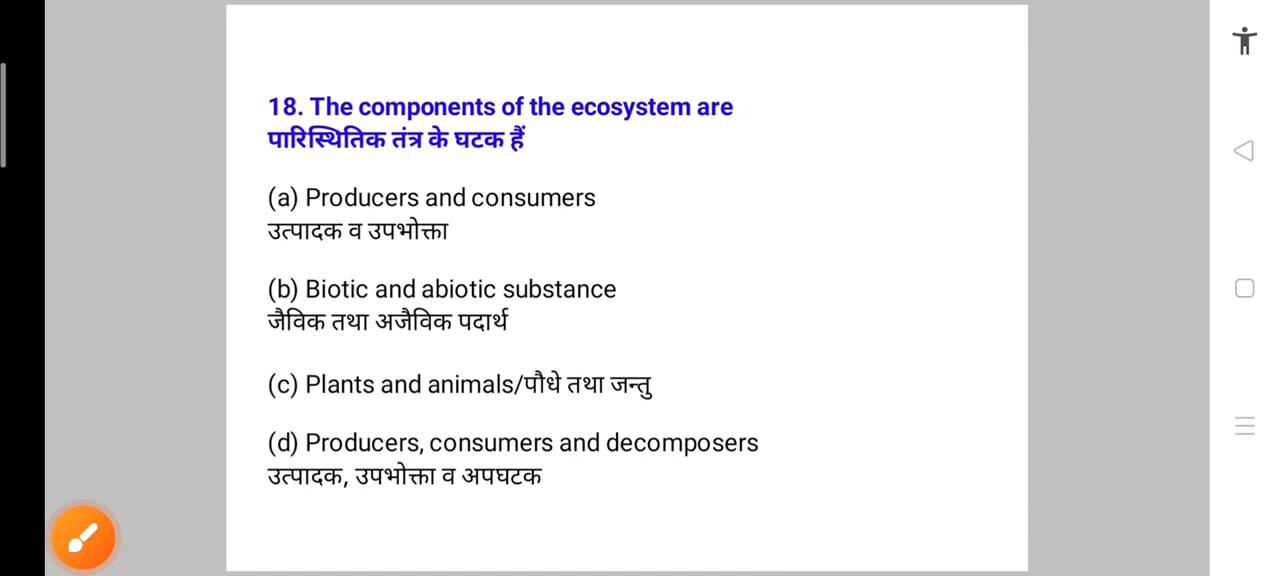 18. The components of the ecosystem are
पारिस्थितिक तंत्र के घटक हैं
(a) Producers and consumers
उत्पादक व उपभोक्ता
(b) Biotic and abiotic substance
जैविक तथा अजैविक पदार्थ
(c) Plants and animals/पौधे तथा जन्तु
(d) Producers, consumers and decomposers
उत्पादक, उपभोक्ता व अपघटक